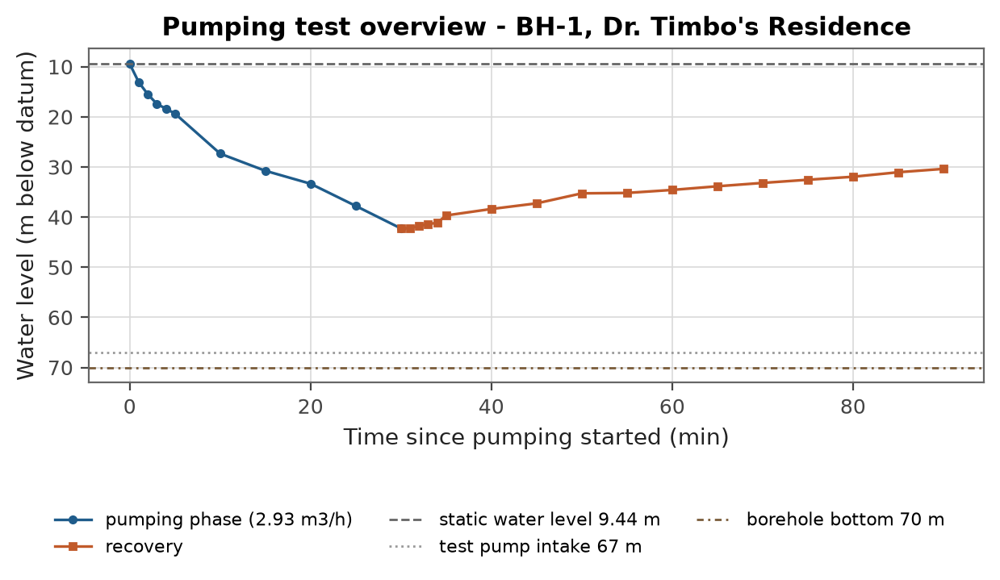 Pumping test overview - BH-1, Dr. Timbo's Residence
Water level (m below datum)
10
20
30
40
50
60
70
0
20
40
60
80
Time since pumping started (min)
pumping phase (2.93 m3/h)
recovery
static water level 9.44 m
test pump intake 67 m
borehole bottom 70 m